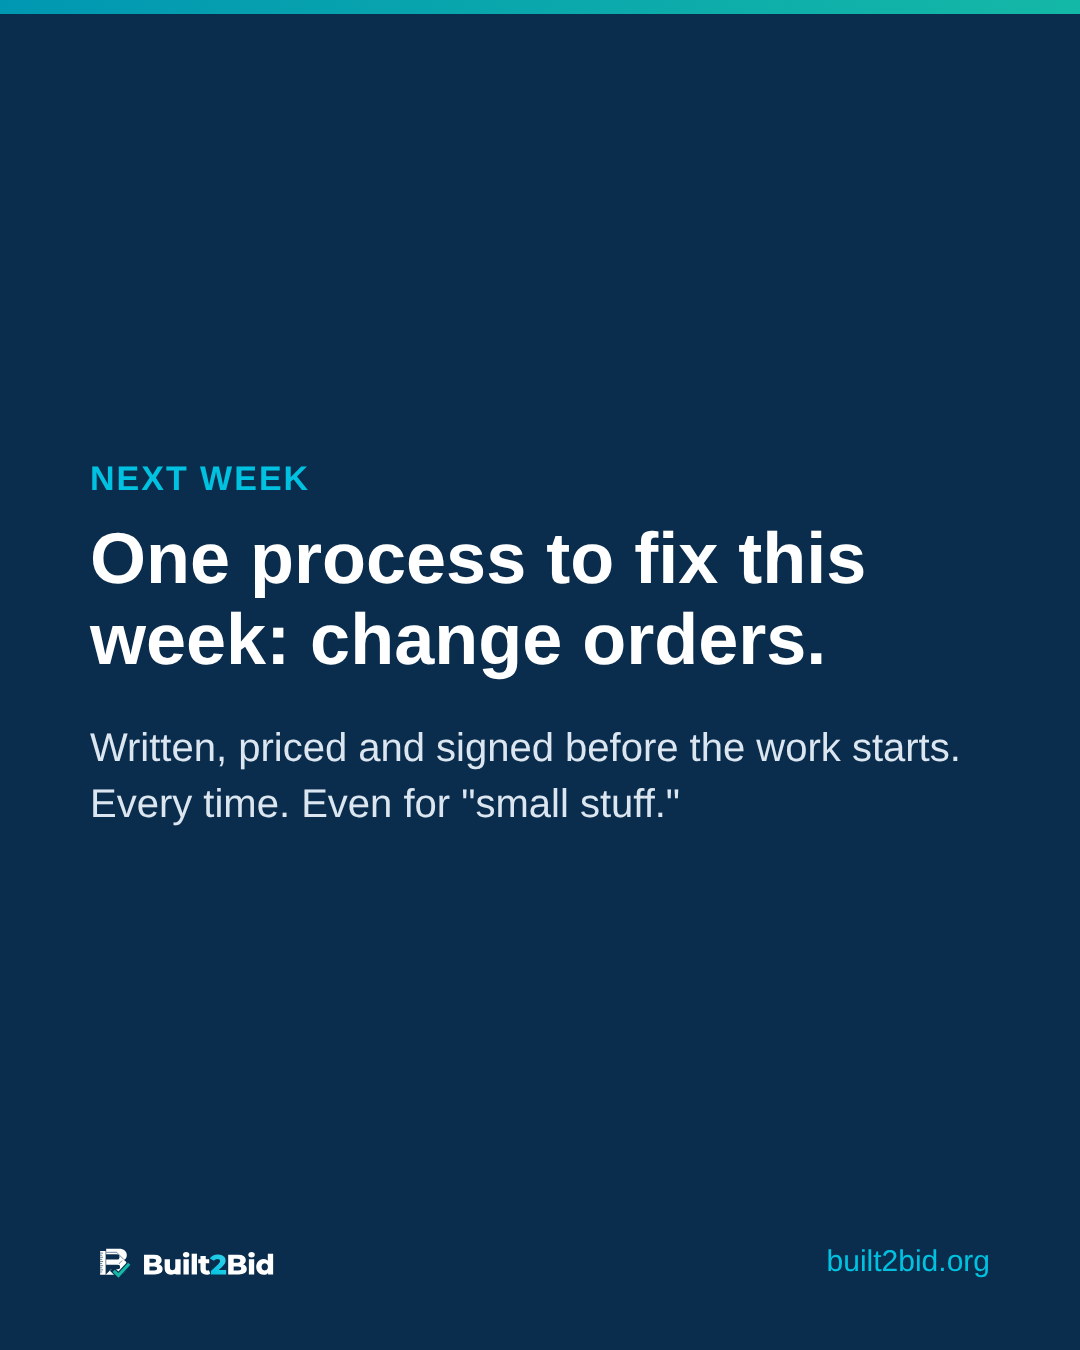 NEXT WEEK
One process to fix this
week: change orders.
Written, priced and signed before the work starts.
Every time. Even for "small stuff."
Built2Bid
built2bid.org